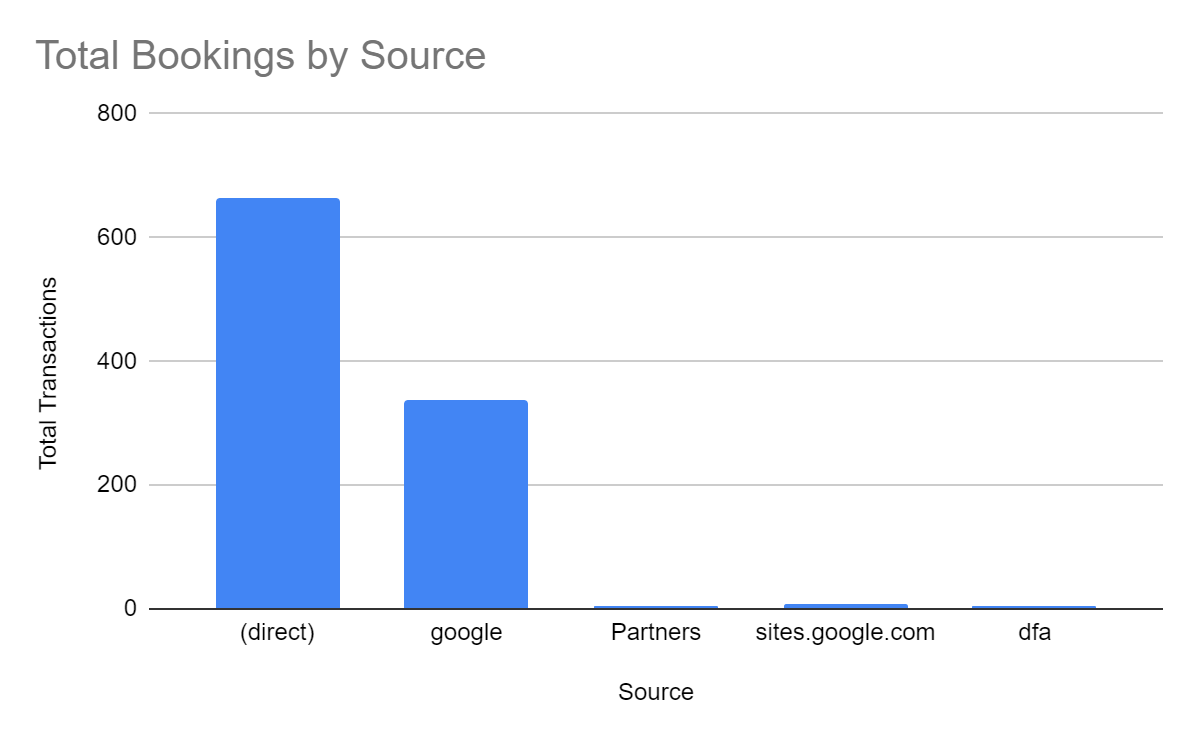 Total Bookings by Source
800
600
400
200
0
Total Transactions
(direct)
google
Partners
sites.google.com
dfa
Source